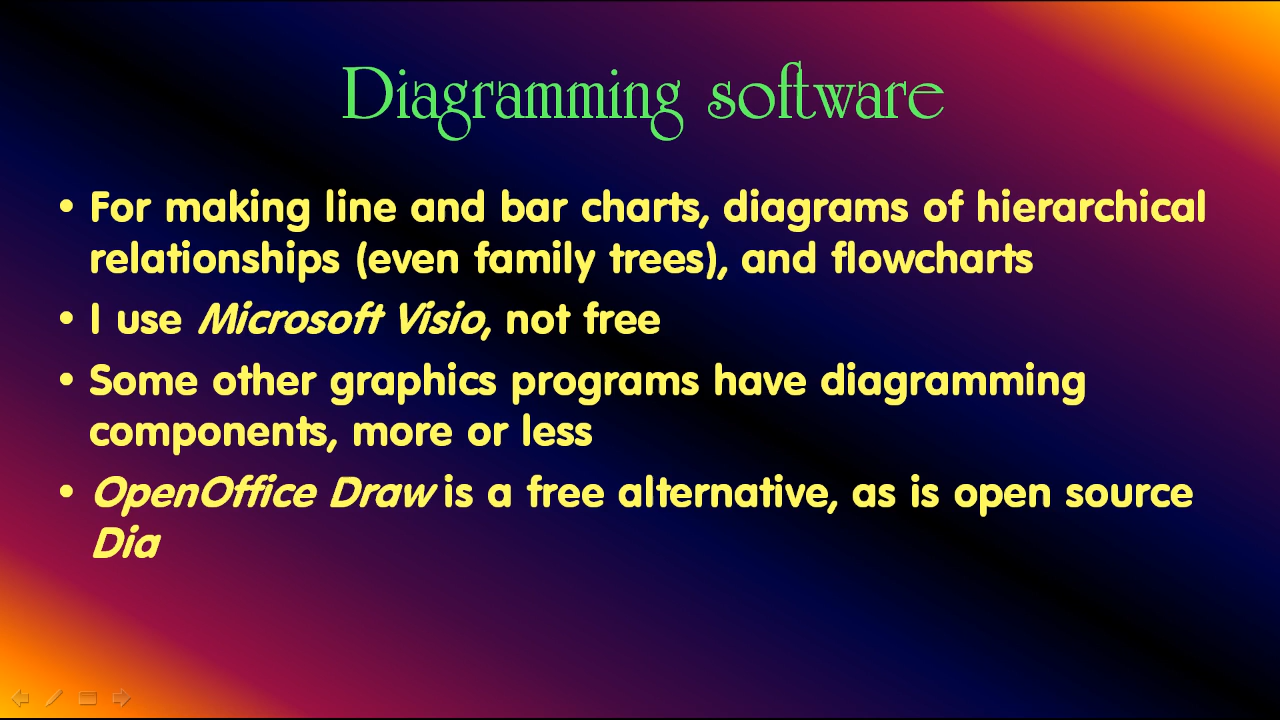 Diagramming software
• For making line and bar charts, diagrams of hierarchical
relationships (even family trees), and flowcharts
• I use Microsoft Visio, not free
• Some other graphics programs have diagramming
components, more or less
• OpenOffice Draw is a free alternative, as is open source
Dia